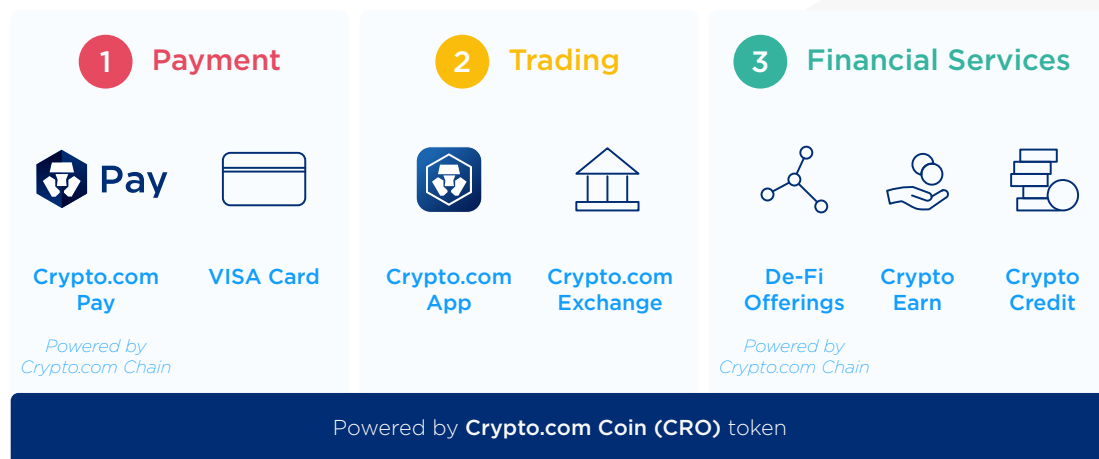 1 Payment
Pay
Crypto.com
Pay
Powered by
Crypto.com Chain
VISA Card
2 Trading
Crypto.com
App
Crypto.com
Exchange
3 Financial Services
De-Fi
Offerings
Powered by
Crypto.com Chain
Crypto
Earn
Crypto
Credit
Powered by Crypto.com Coin (CRO) token